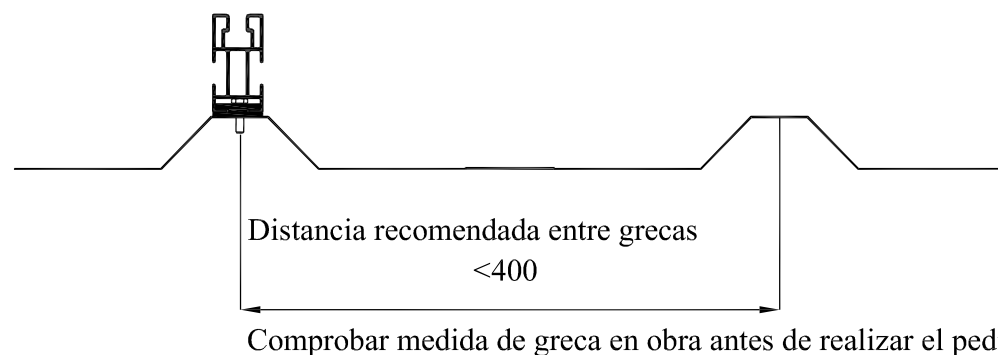 Distancia recomendada entre grecas
<400
Comprobar medida de greca en obra antes de realizar el ped